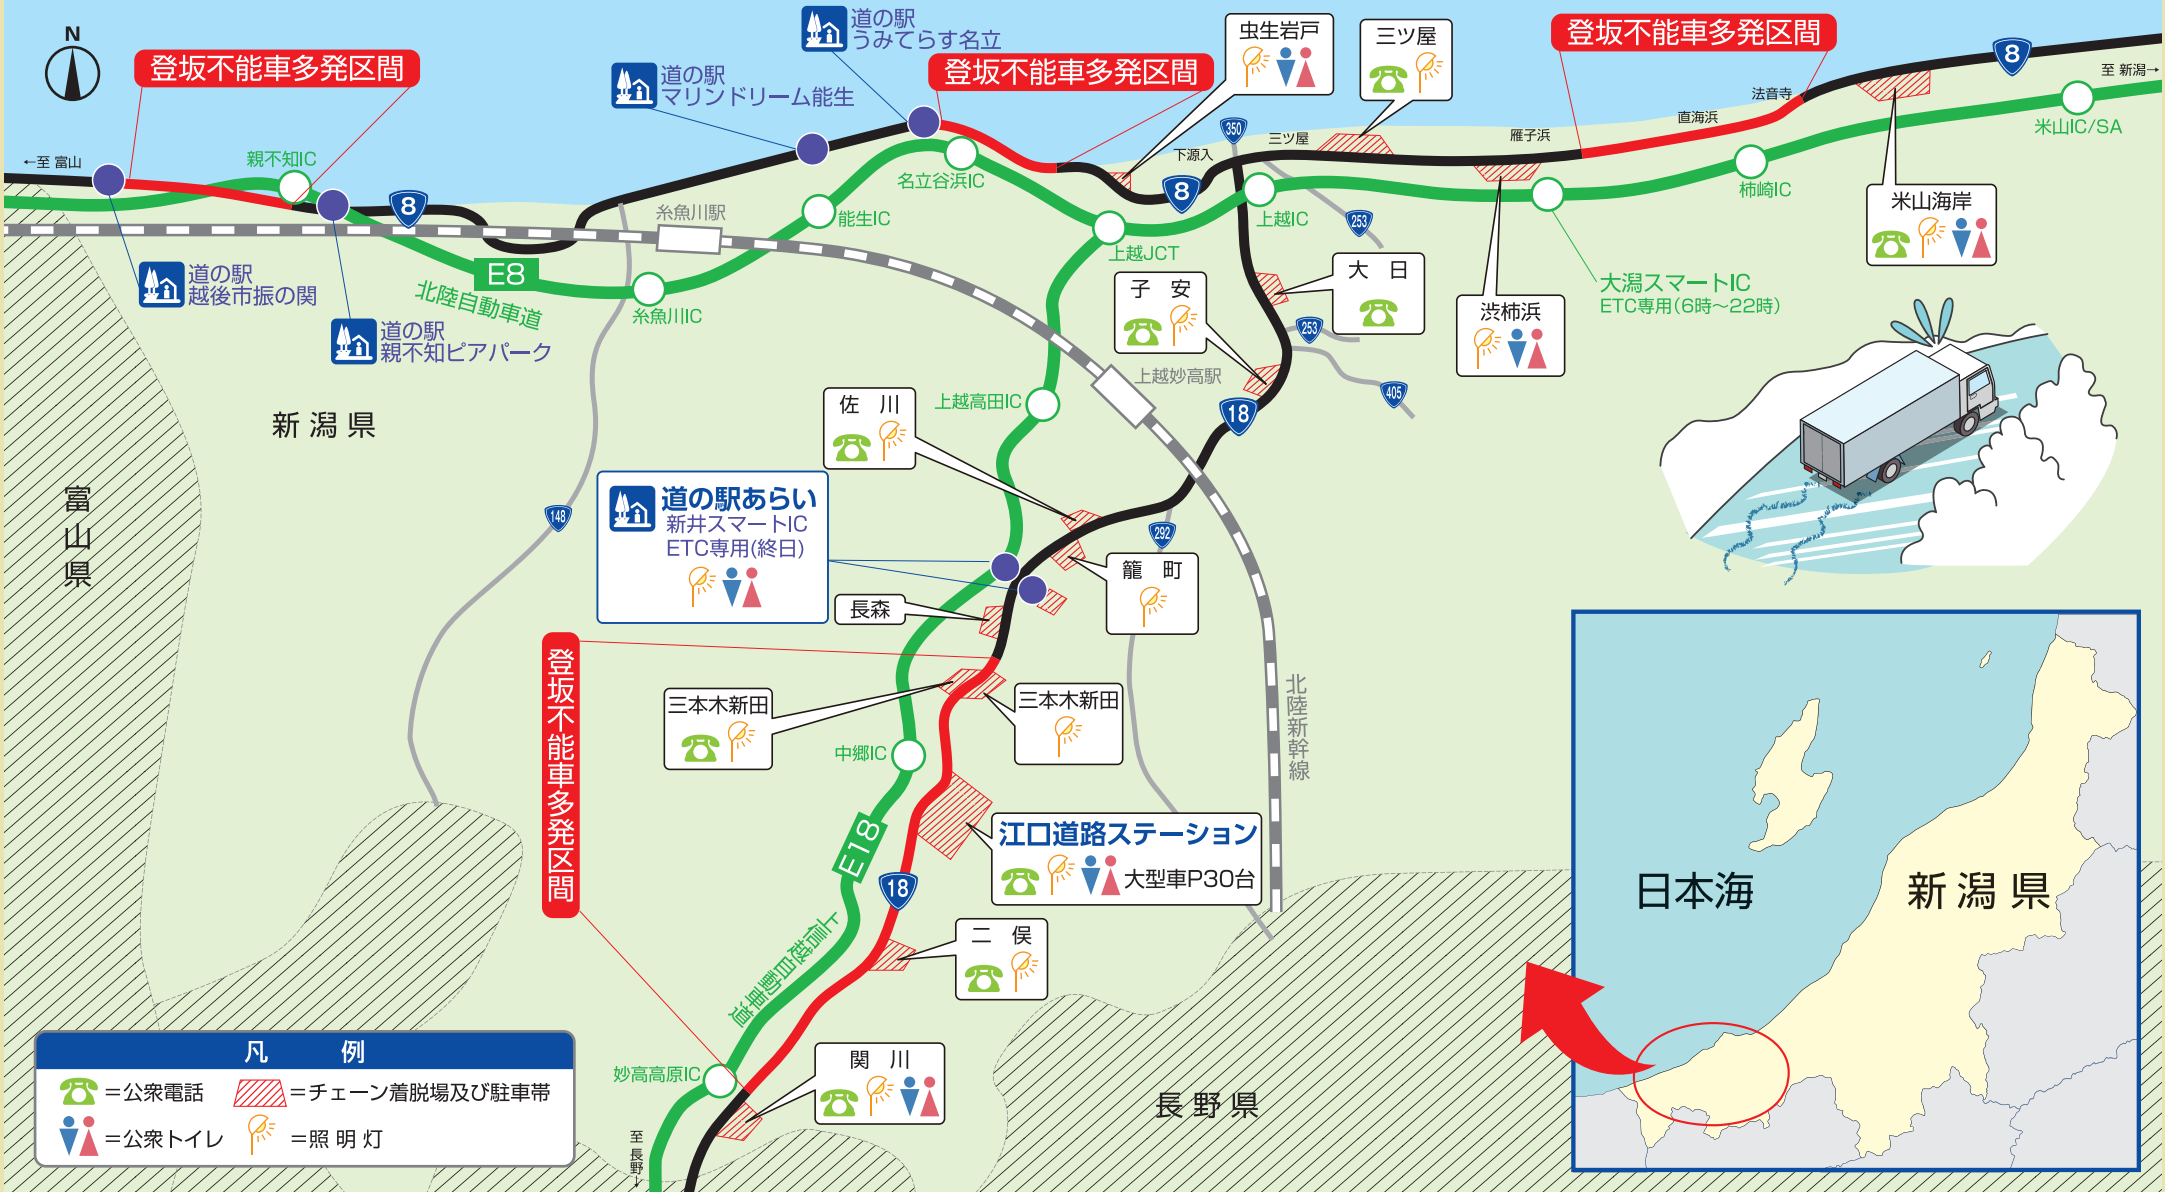 N
登坂不能車多発区間
道の駅
うみてらす名立
道の駅
マリンドリーム能生
登坂不能車多発区間
虫生岩戸
三ツ屋
登坂不能車多発区間
8
至 新潟→
米山IC/SA
法音寺
直海浜
雁子浜
三ツ屋
350
下源入
8
←至 富山
親不知IC
8
糸魚川駅
能生IC
名立谷浜IC
上越JCT
上越IC
253
柿崎IC
米山海岸
道の駅
越後市振の関
E8
北陸自動車道
糸魚川IC
道の駅
親不知ピアパーク
子 安
大 日
253
405
渋柿浜
大潟スマートIC
ETC専用(6時〜22時)
上越妙高駅
18
上越高田IC
佐 川
新潟県
富山県
148
道の駅あらい
新井スマートIC
ETC専用(終日)
292
籠 町
長森
登坂不能車多発区間
三本木新田
三本木新田
北陸新幹線
中郷IC
E18
18
江口道路ステーション
大型車P30台
上信越自動車道
二 俣
妙高高原IC
関 川
至 長野→
長野県
日本海
新潟県
凡 例
=公衆電話
=チェーン着脱場及び駐車帯
=公衆トイレ
=照明灯